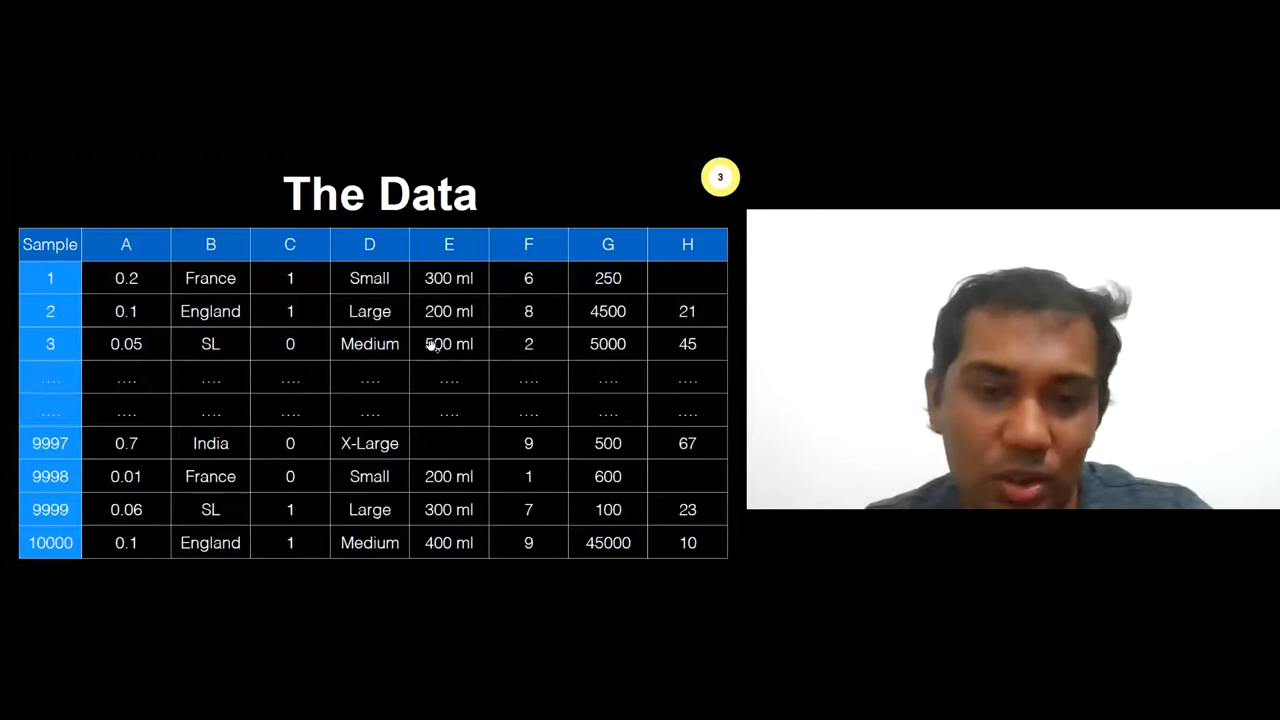 The Data
3
Sample A B C D E F G H
1 0.2 France 1 Small 300 ml 6 250
2 0.1 England 1 Large 200 ml 8 4500 21
3 0.05 SL 0 Medium 500 ml 2 5000 45
.... .... .... .... .... .... .... .... ....
.... .... .... .... .... .... .... .... ....
9997 0.7 India 0 X-Large 9 500 67
9998 0.01 France 0 Small 200 ml 1 600
9999 0.06 SL 1 Large 300 ml 7 100 23
10000 0.1 England 1 Medium 400 ml 9 45000 10